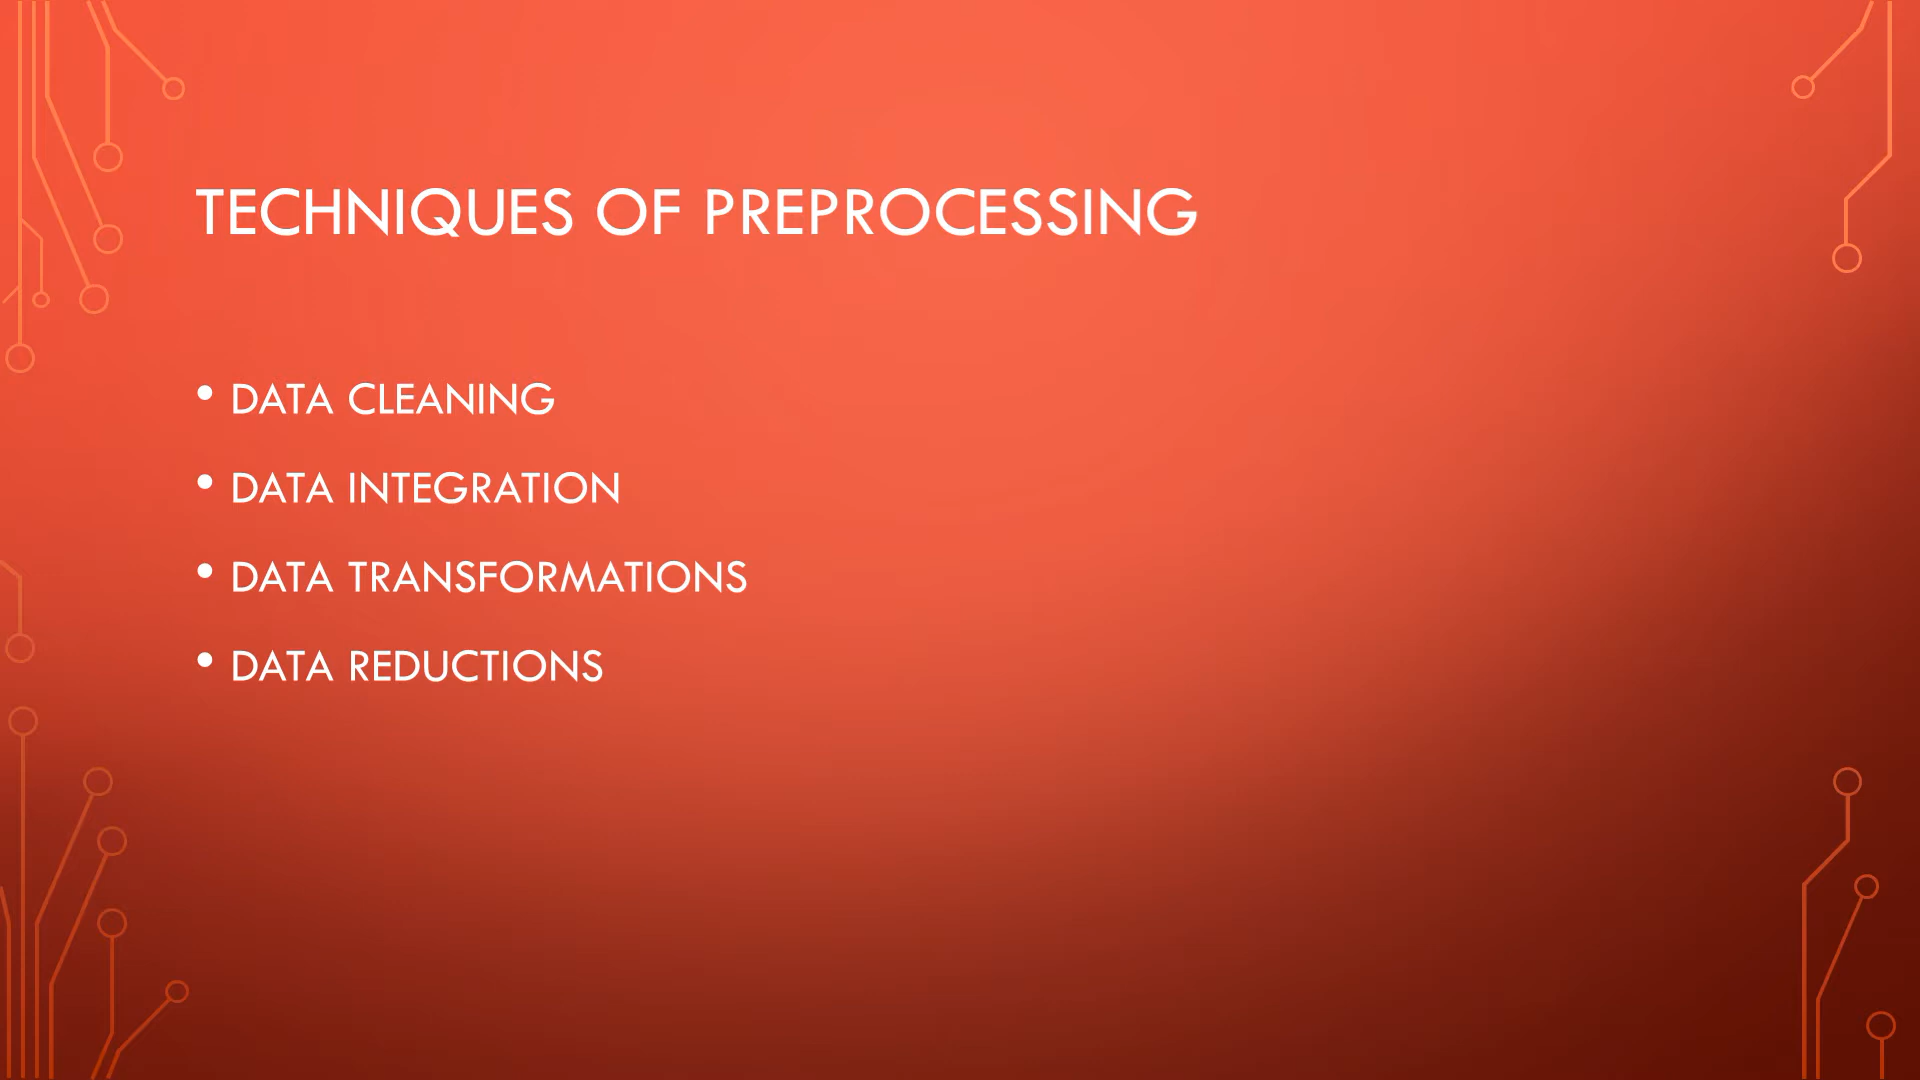 TECHNIQUES OF PREPROCESSING
• DATA CLEANING
• DATA INTEGRATION
• DATA TRANSFORMATIONS
• DATA REDUCTIONS